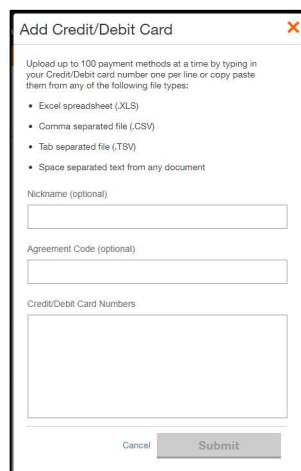 Add Credit/Debit Card
Upload up to 100 payment methods at a time by typing in
your Credit/Debit card number one per line or copy paste
them from any of the following file types:
• Excel spreadsheet (.XLS)
• Comma separated file (.CSV)
• Tab separated file (.TSV)
• Space separated text from any document
Nickname (optional)
Agreement Code (optional)
Credit/Debit Card Numbers
Cancel Submit